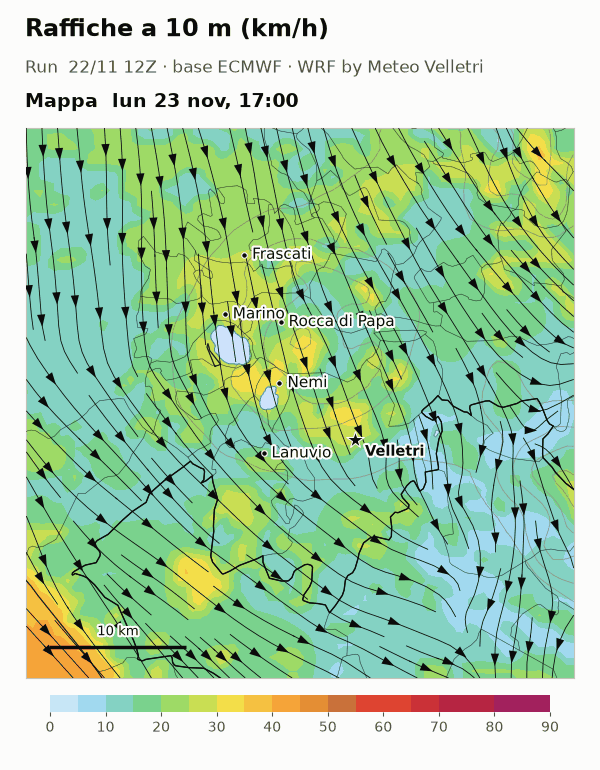 Raffiche a 10 m (km/h)
Run  22/11 12Z · base ECMWF · WRF by Meteo Velletri
Mappa  lun 23 nov, 17:00
Frascati
Marino
Rocca di Papa
Nemi
Velletri
Lanuvio
10 km
0 10 20 30 40 50 60 70 80 90